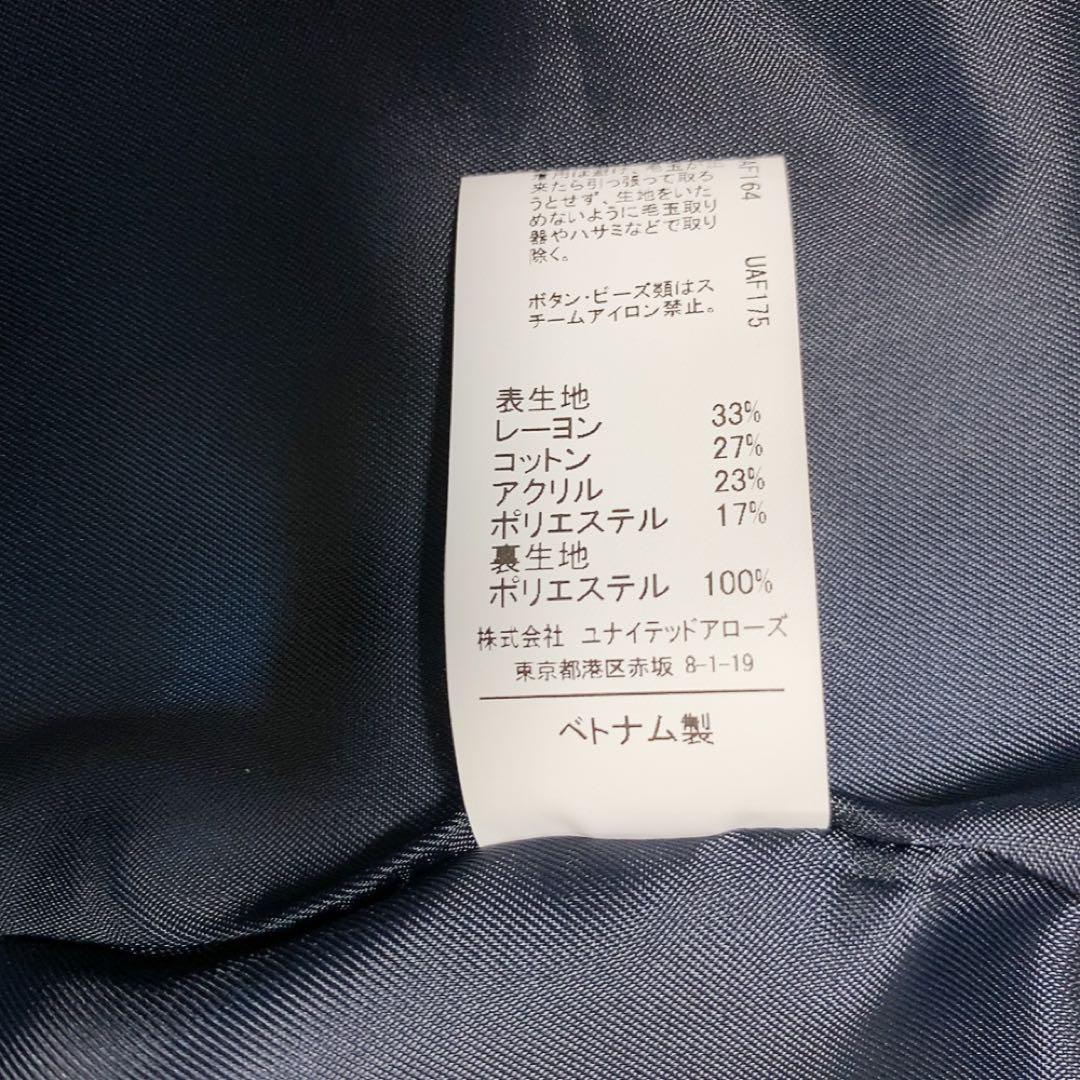 来たら引っ張って取ろ
うとせず、生地をいた
めないように毛玉取り
器やハサミなどで取り
除く。
ボタン・ビーズ類はス
チームアイロン禁止。
AF164 UAF175
表生地
レーヨン 33%
コットン 27%
アクリル 23%
ポリエステル 17%
裏生地
ポリエステル 100%
株式会社 ユナイテッドアローズ
東京都港区赤坂 8-1-19
ベトナム製